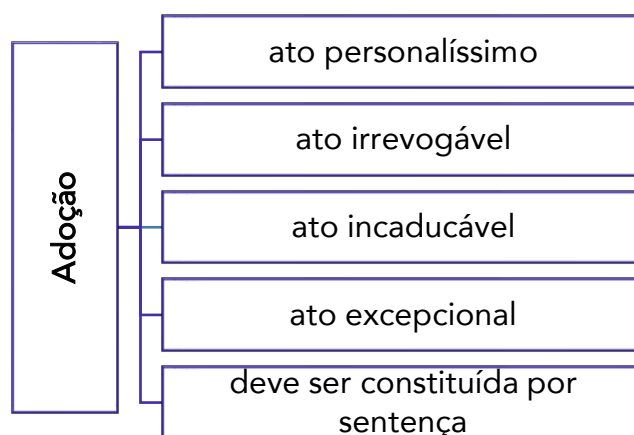 Adoção
ato personalíssimo
ato irrevogável
ato incaducável
ato excepcional
deve ser constituída por
sentença